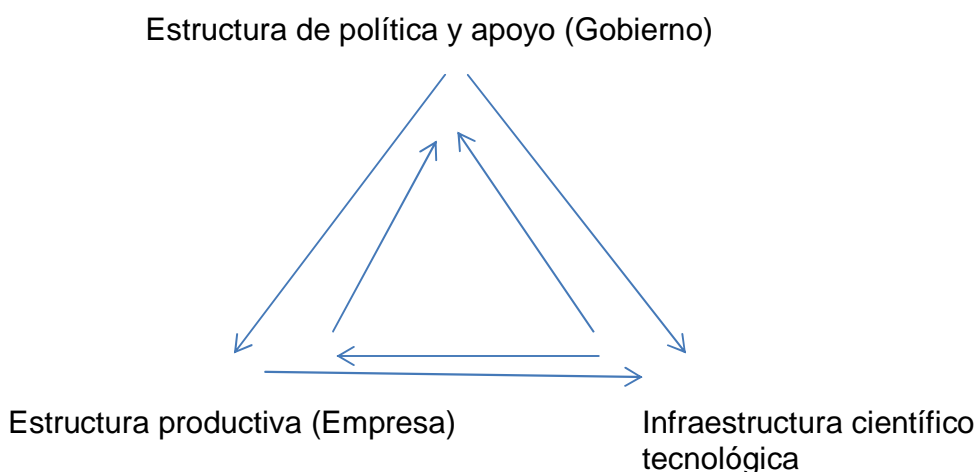 Estructura de política y apoyo (Gobierno)
Estructura productiva (Empresa)
Infraestructura científico
tecnológica